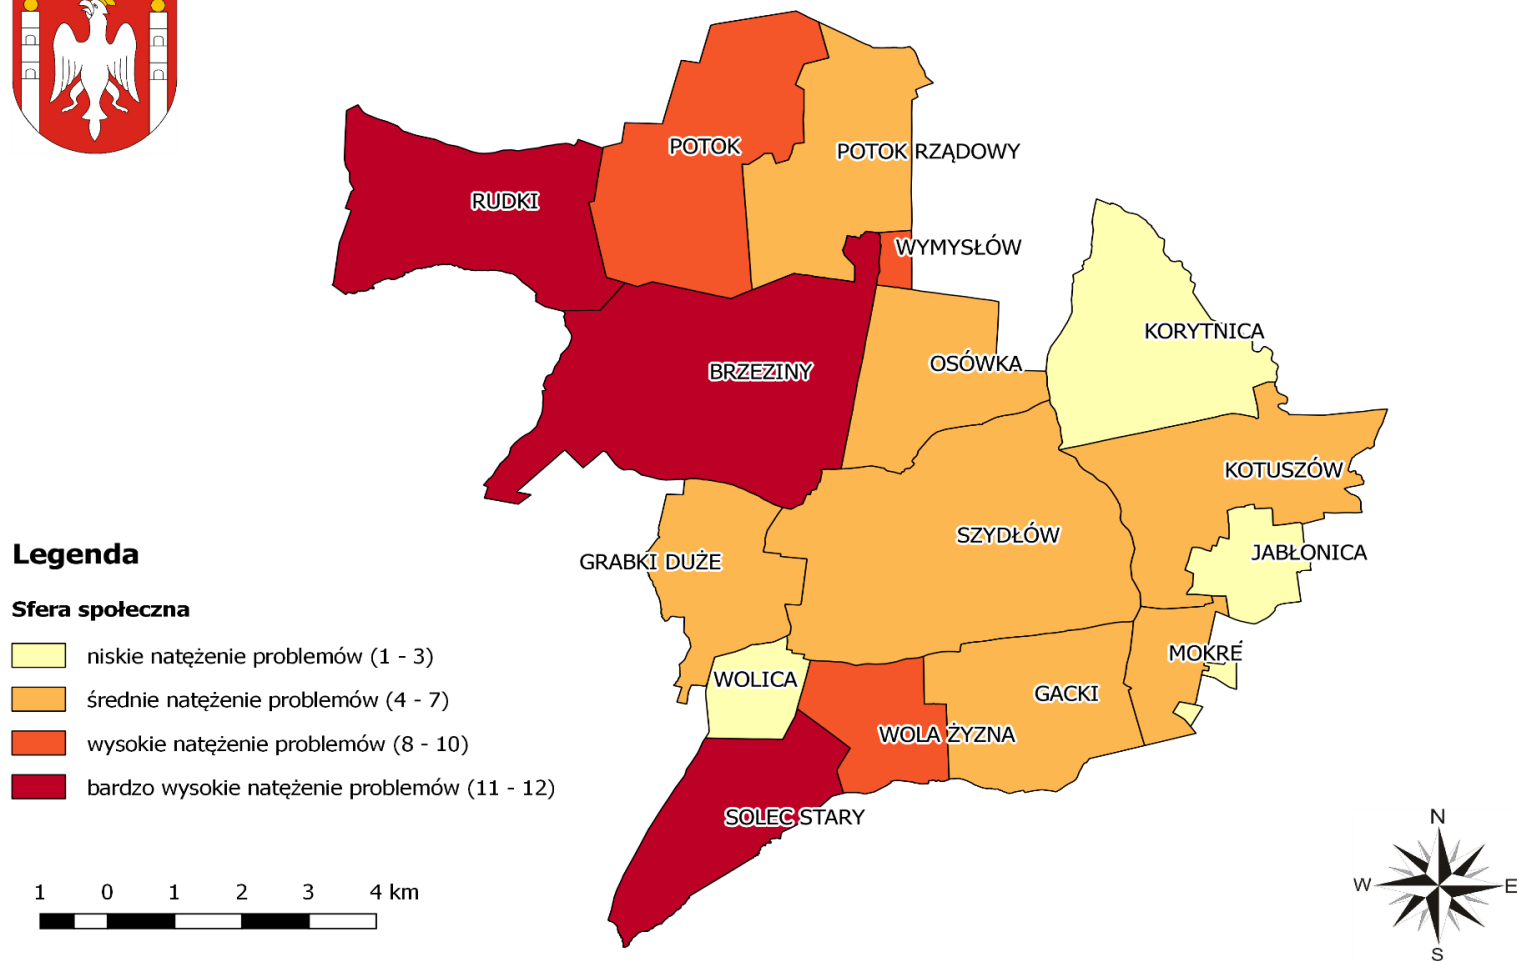 POTOK
POTOK RZĄDOWY
RUDKI
WYMYSŁÓW
KORYTNICA
OSÓWKA
BRZEZINY
KOTUSZÓW
SZYDŁÓW
JABŁONICA
GRABKI DUŻE
MOKRE
WOLICA
GACKI
WOLA ŻYZNA
SOLEC STARY
Legenda
Sfera społeczna
niskie natężenie problemów (1 - 3)
średnie natężenie problemów (4 - 7)
wysokie natężenie problemów (8 - 10)
bardzo wysokie natężenie problemów (11 - 12)
1 0 1 2 3 4 km
N
W E
S